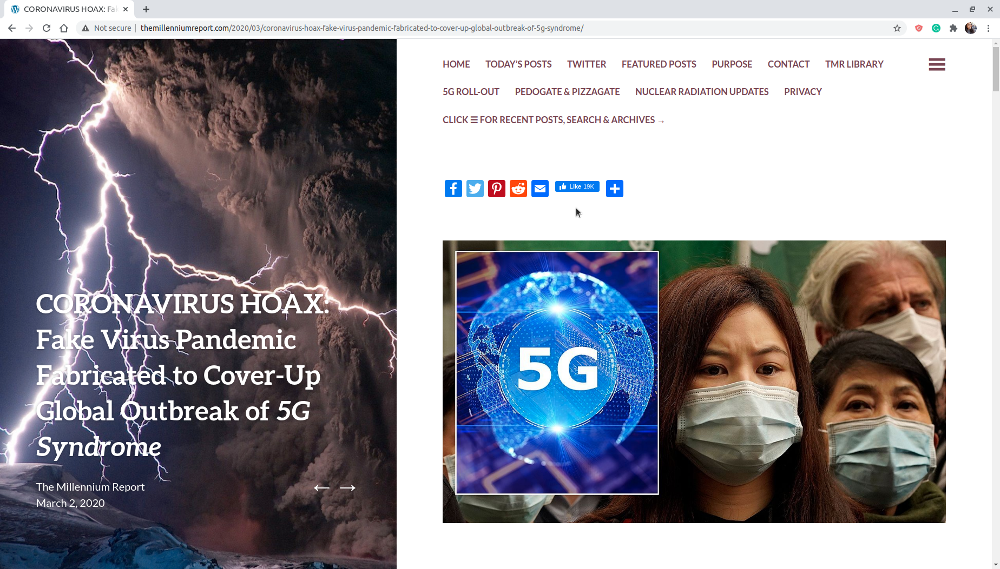 CORONAVIRUS HOAX: Fa
Not secure
themillenniumreport.com/2020/03/coronavirus-hoax-fake-virus-pandemic-fabricated-to-cover-up-global-outbreak-of-5g-syndrome/
HOME TODAY'S POSTS TWITTER FEATURED POSTS PURPOSE CONTACT TMR LIBRARY
5G ROLL-OUT PEDOGATE & PIZZAGATE NUCLEAR RADIATION UPDATES PRIVACY
CLICK ☰ FOR RECENT POSTS, SEARCH & ARCHIVES →
Like 19K
5G
CORONAVIRUS HOAX:
Fake Virus Pandemic
Fabricated to Cover-Up
Global Outbreak of 5G
Syndrome
The Millennium Report
March 2, 2020
← →